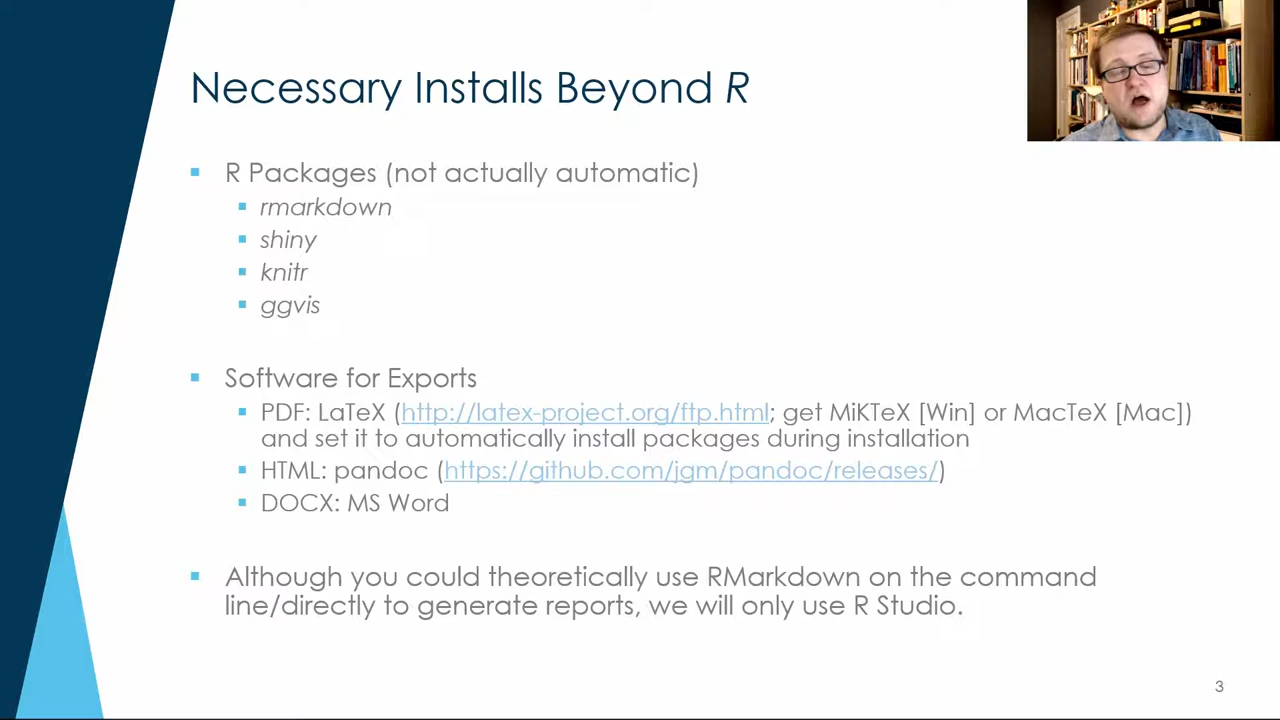 Necessary Installs Beyond R
R Packages (not actually automatic)
rmarkdown
shiny
knitr
ggvis
Software for Exports
PDF: LaTeX (http://latex-project.org/ftp.html; get MiKTeX [Win] or MacTeX [Mac])
and set it to automatically install packages during installation
HTML: pandoc (https://github.com/jgm/pandoc/releases/)
DOCX: MS Word
Although you could theoretically use RMarkdown on the command
line/directly to generate reports, we will only use R Studio.
3